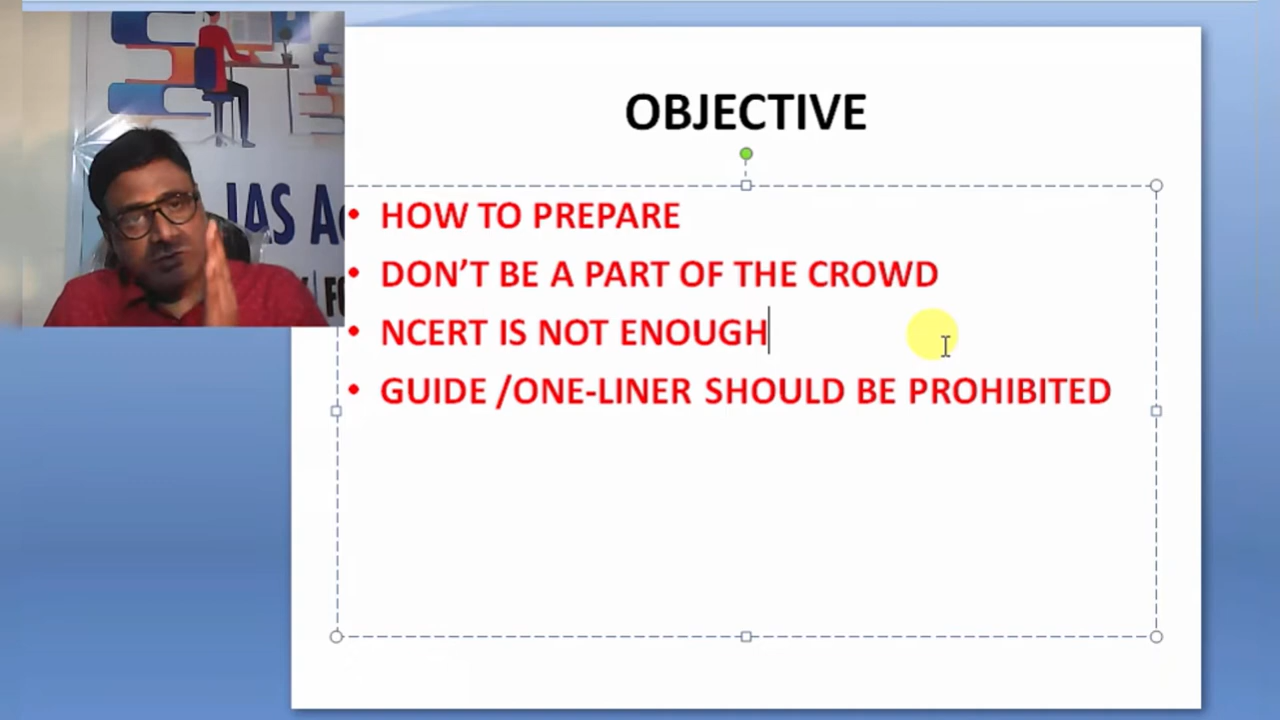 OBJECTIVE
IAS
• HOW TO PREPARE
• DON'T BE A PART OF THE CROWD
• NCERT IS NOT ENOUGH
• GUIDE /ONE-LINER SHOULD BE PROHIBITED